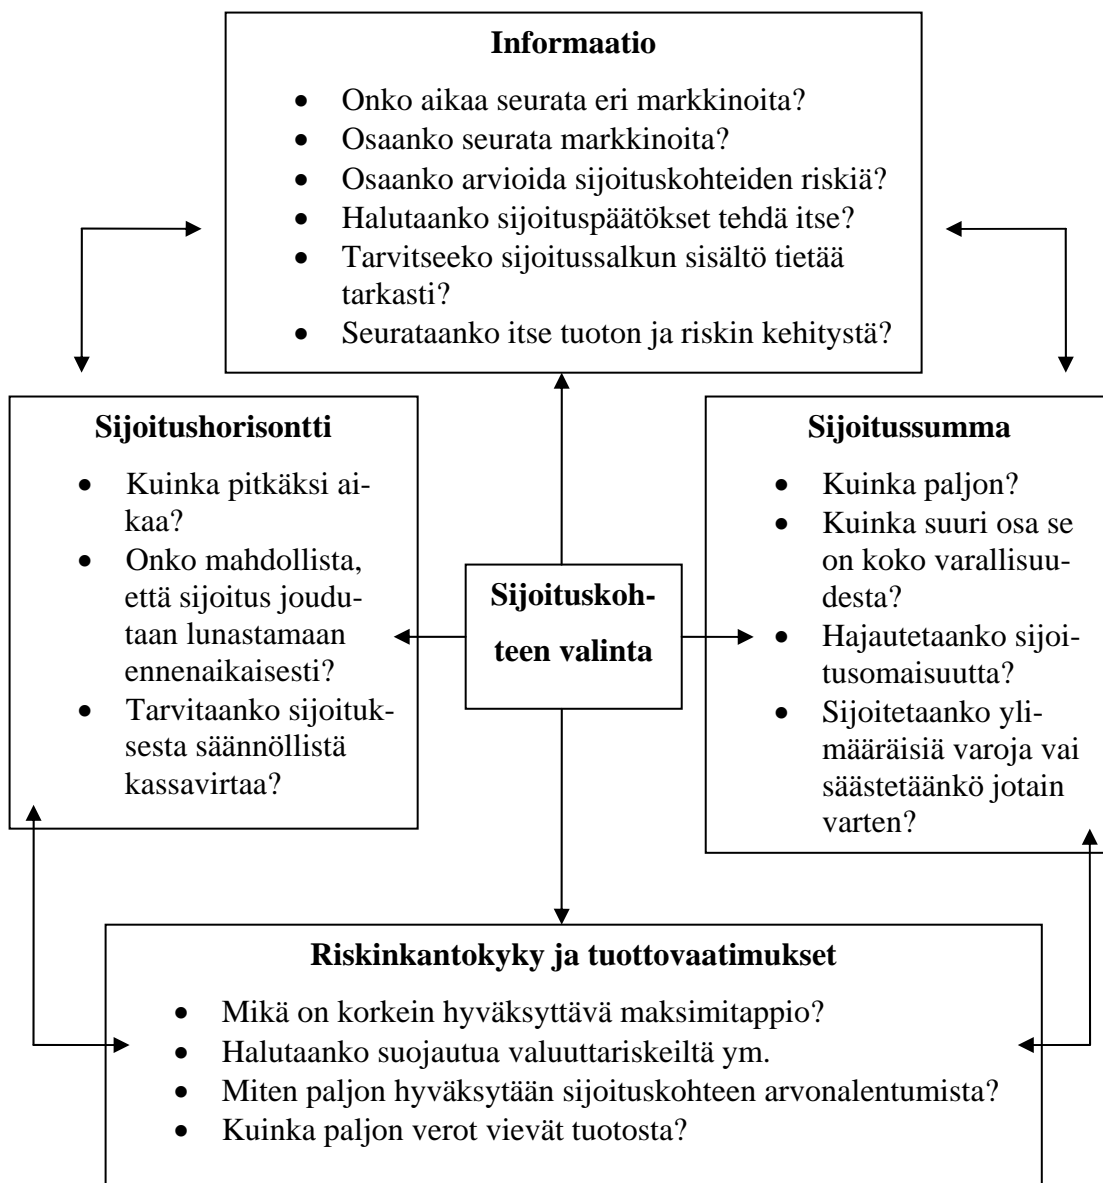 Informaatio
• Onko aikaa seurata eri markkinoita?
• Osaanko seurata markkinoita?
• Osaanko arvioida sijoituskohteiden riskiä?
• Halutaanko sijoituspäätökset tehdä itse?
• Tarvitseeko sijoitussalkun sisältö tietää
tarkasti?
• Seurataanko itse tuoton ja riskin kehitystä?
Sijoitushorisontti
• Kuinka pitkäksi ai-
kaa?
• Onko mahdollista,
että sijoitus joudu-
taan lunastamaan
ennenaikaisesti?
• Tarvitaanko sijoituk-
sesta säännöllistä
kassavirtaa?
Sijoituskoh-
teen valinta
Sijoitussumma
• Kuinka paljon?
• Kuinka suuri osa se
on koko varallisuu-
desta?
• Hajautetaanko sijoi-
tusomaisuutta?
• Sijoitetaanko yli-
määräisiä varoja vai
säästetäänkö jotain
varten?
Riskinkantokyky ja tuottovaatimukset
• Mikä on korkein hyväksyttävä maksimitappio?
• Halutaanko suojautua valuuttariskeiltä ym.
• Miten paljon hyväksytään sijoituskohteen arvonalentumista?
• Kuinka paljon verot vievät tuotosta?